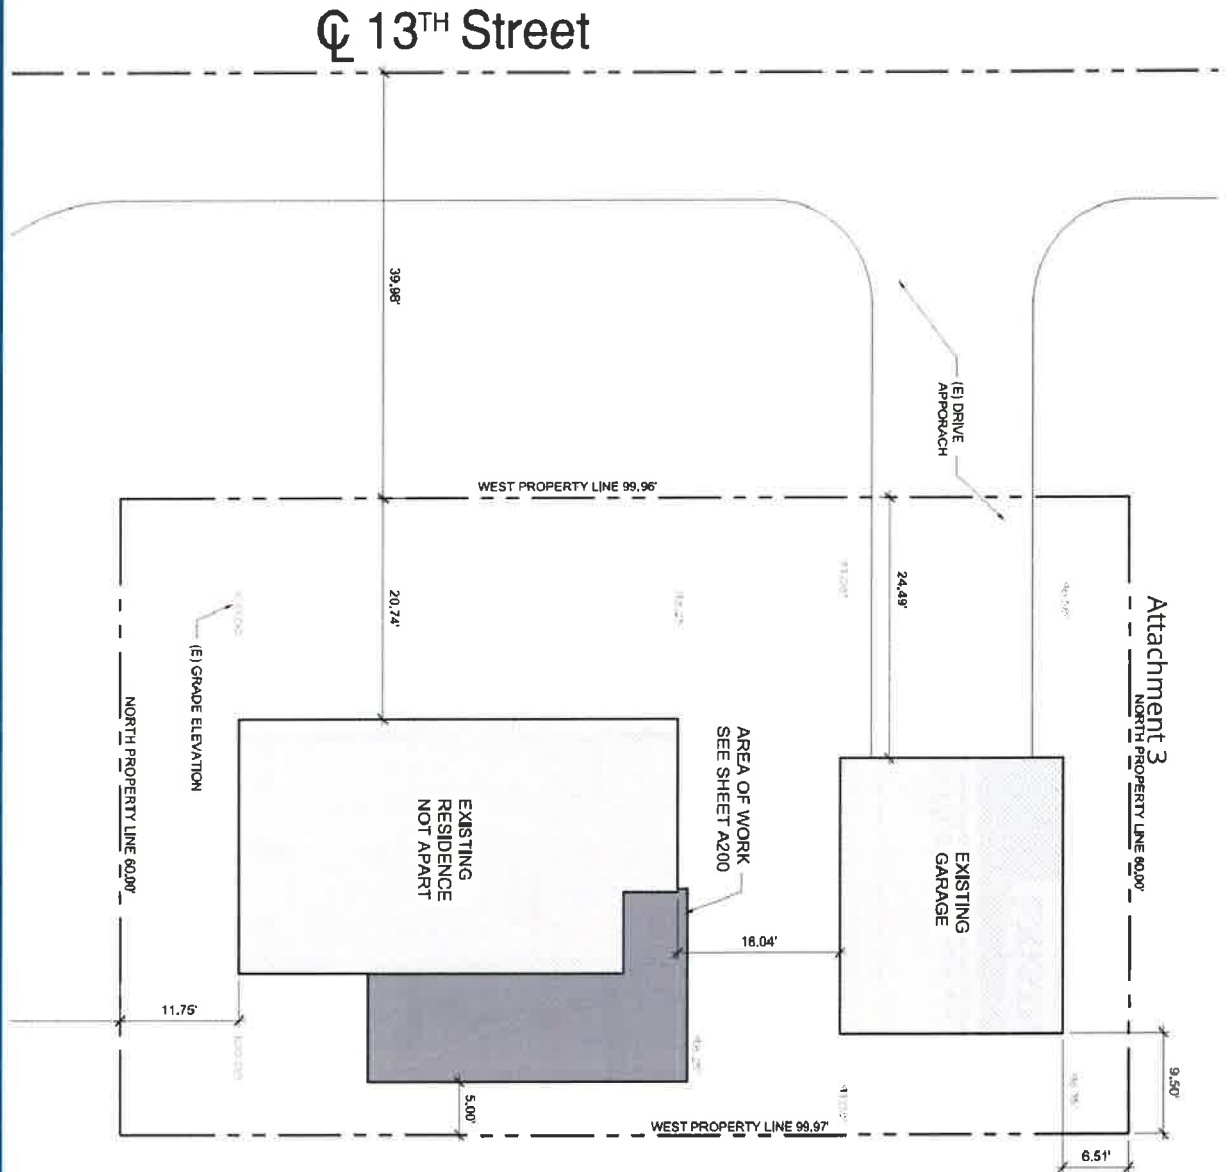 ℄ 13TH Street
39.98'
(E) DRIVE
APPORACH
WEST PROPERTY LINE 99.96'
20.74'
24.49'
Attachment 3
NORTH PROPERTY LINE 60.00'
(E) GRADE ELEVATION
NORTH PROPERTY LINE 60.00'
AREA OF WORK
SEE SHEET A200
EXISTING
RESIDENCE
NOT APART
EXISTING
GARAGE
16.04'
11.75'
5.00'
9.50'
WEST PROPERTY LINE 99.97'
6.51'